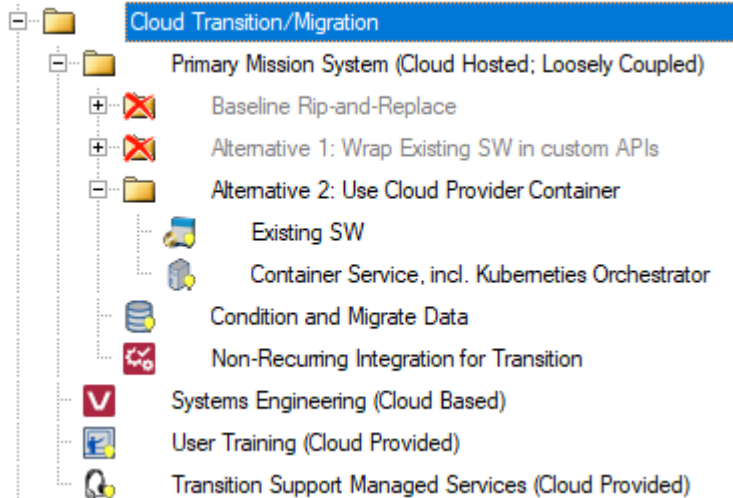 Cloud Transition/Migration
Primary Mission System (Cloud Hosted; Loosely Coupled)
Baseline Rip-and-Replace
Alternative 1: Wrap Existing SW in custom APIs
Alternative 2: Use Cloud Provider Container
Existing SW
Container Service, incl. Kuberneties Orchestrator
Condition and Migrate Data
Non-Recurring Integration for Transition
Systems Engineering (Cloud Based)
User Training (Cloud Provided)
Transition Support Managed Services (Cloud Provided)